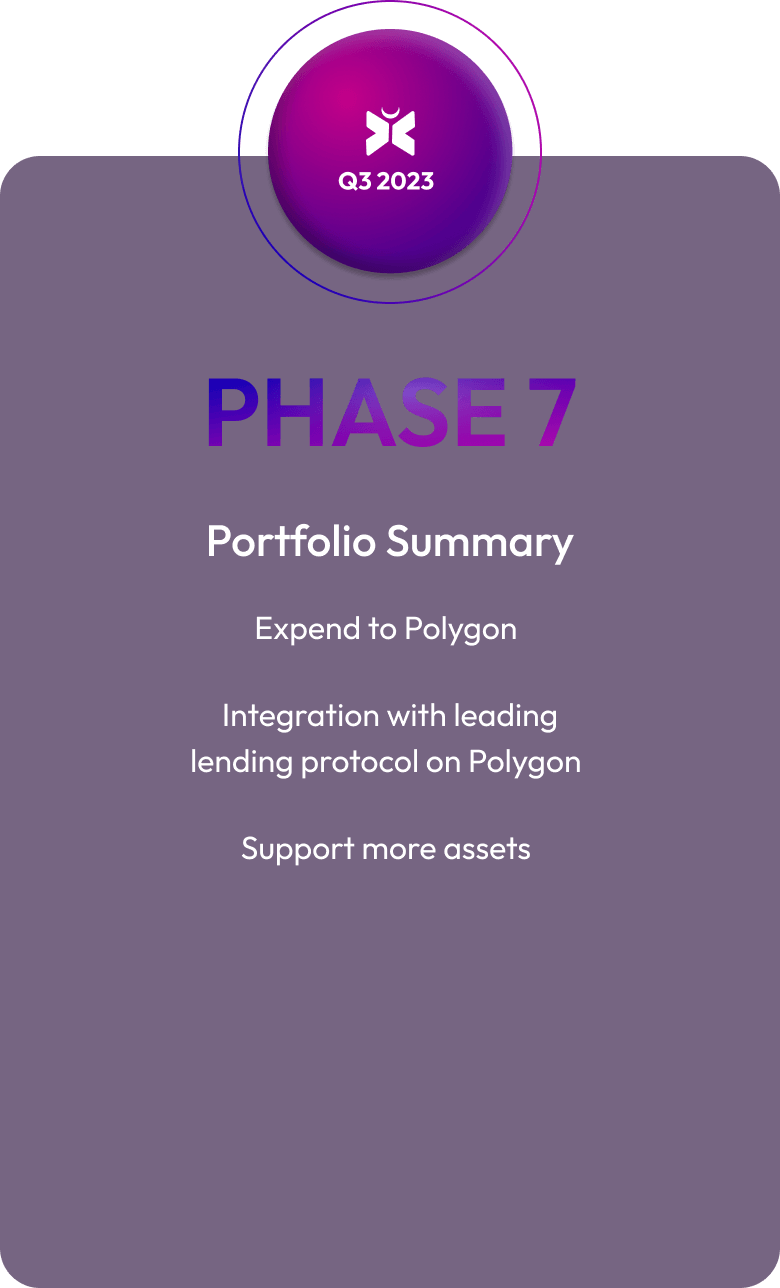 Q3 2023
PHASE 7
Portfolio Summary
Expend to Polygon
Integration with leading
lending protocol on Polygon
Support more assets